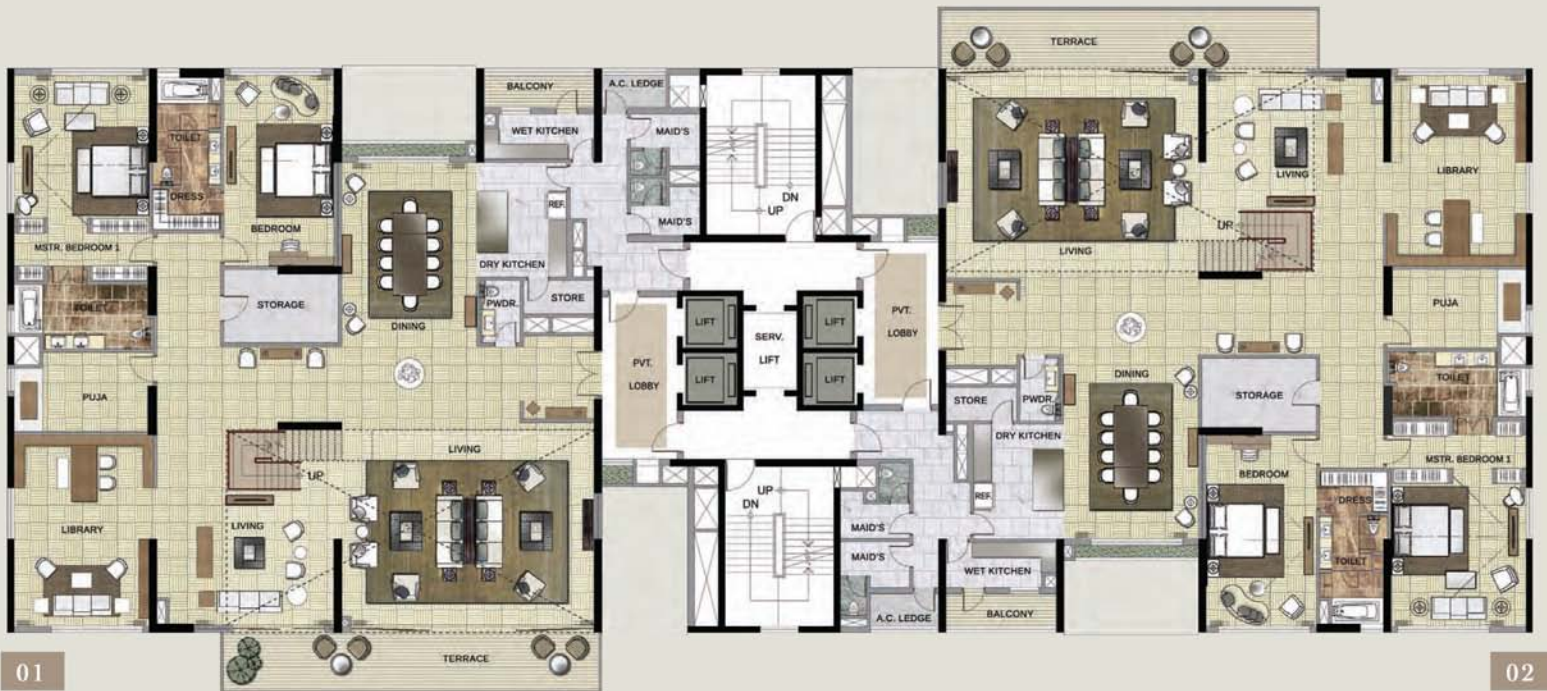 TERRACE
BALCONY
A.C. LEDGE
WET KITCHEN
MAID'S
TOILET
DRESS
BEDROOM
MSTR. BEDROOM 1
REF.
MAID'S
DRY KITCHEN
STORE
PWDR.
TOILET
STORAGE
DINING
PUJA
LIVING
UP
LIBRARY
LIVING
TERRACE
01
DN
UP
LIFT
LIFT
SERV.
LIFT
LIFT
LIFT
PVT.
LOBBY
PVT.
LOBBY
UP
DN
LIVING
LIBRARY
UP
LIVING
PUJA
DINING
TOILET
STORAGE
STORE
PWDR.
DRY KITCHEN
BEDROOM
MSTR. BEDROOM 1
REF.
DRESS
MAID'S
MAID'S
WET KITCHEN
TOILET
A.C. LEDGE
BALCONY
02